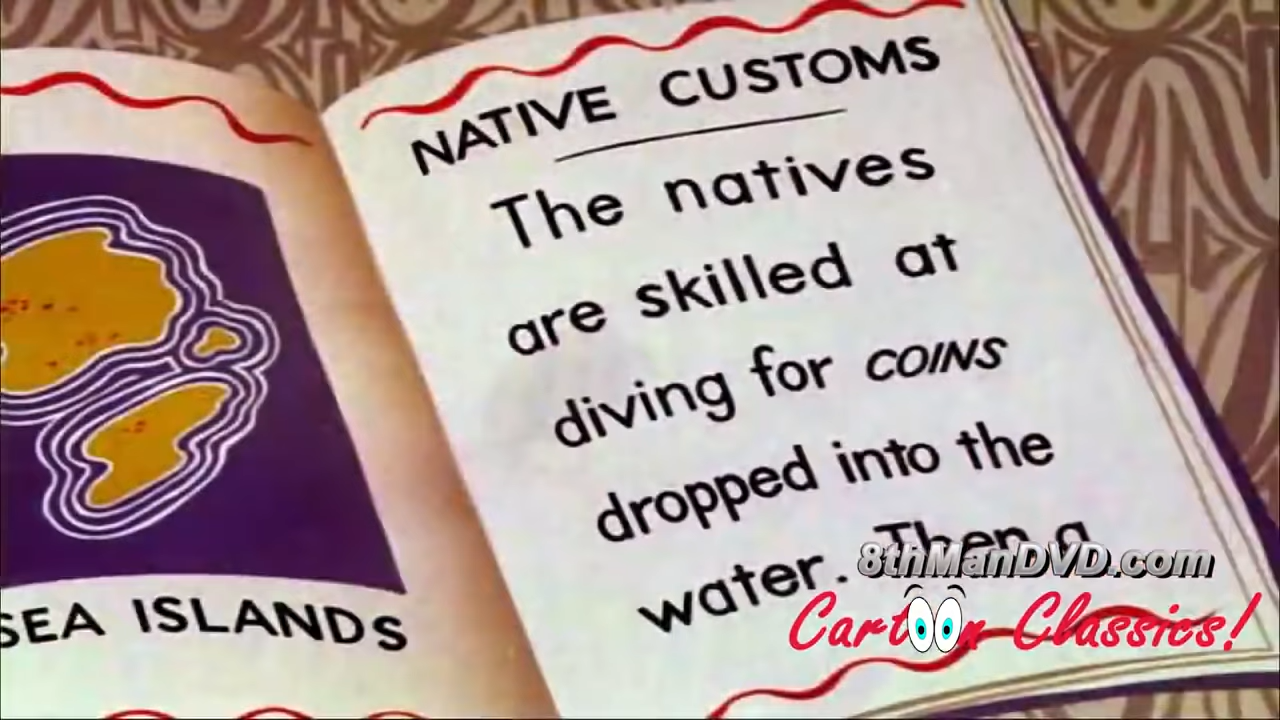 SEA ISLANDS
NATIVE CUSTOMS
The natives
are skilled at
diving for COINS
dropped into the
water. Then a
8thManDVD.com
Cartoon Classics!